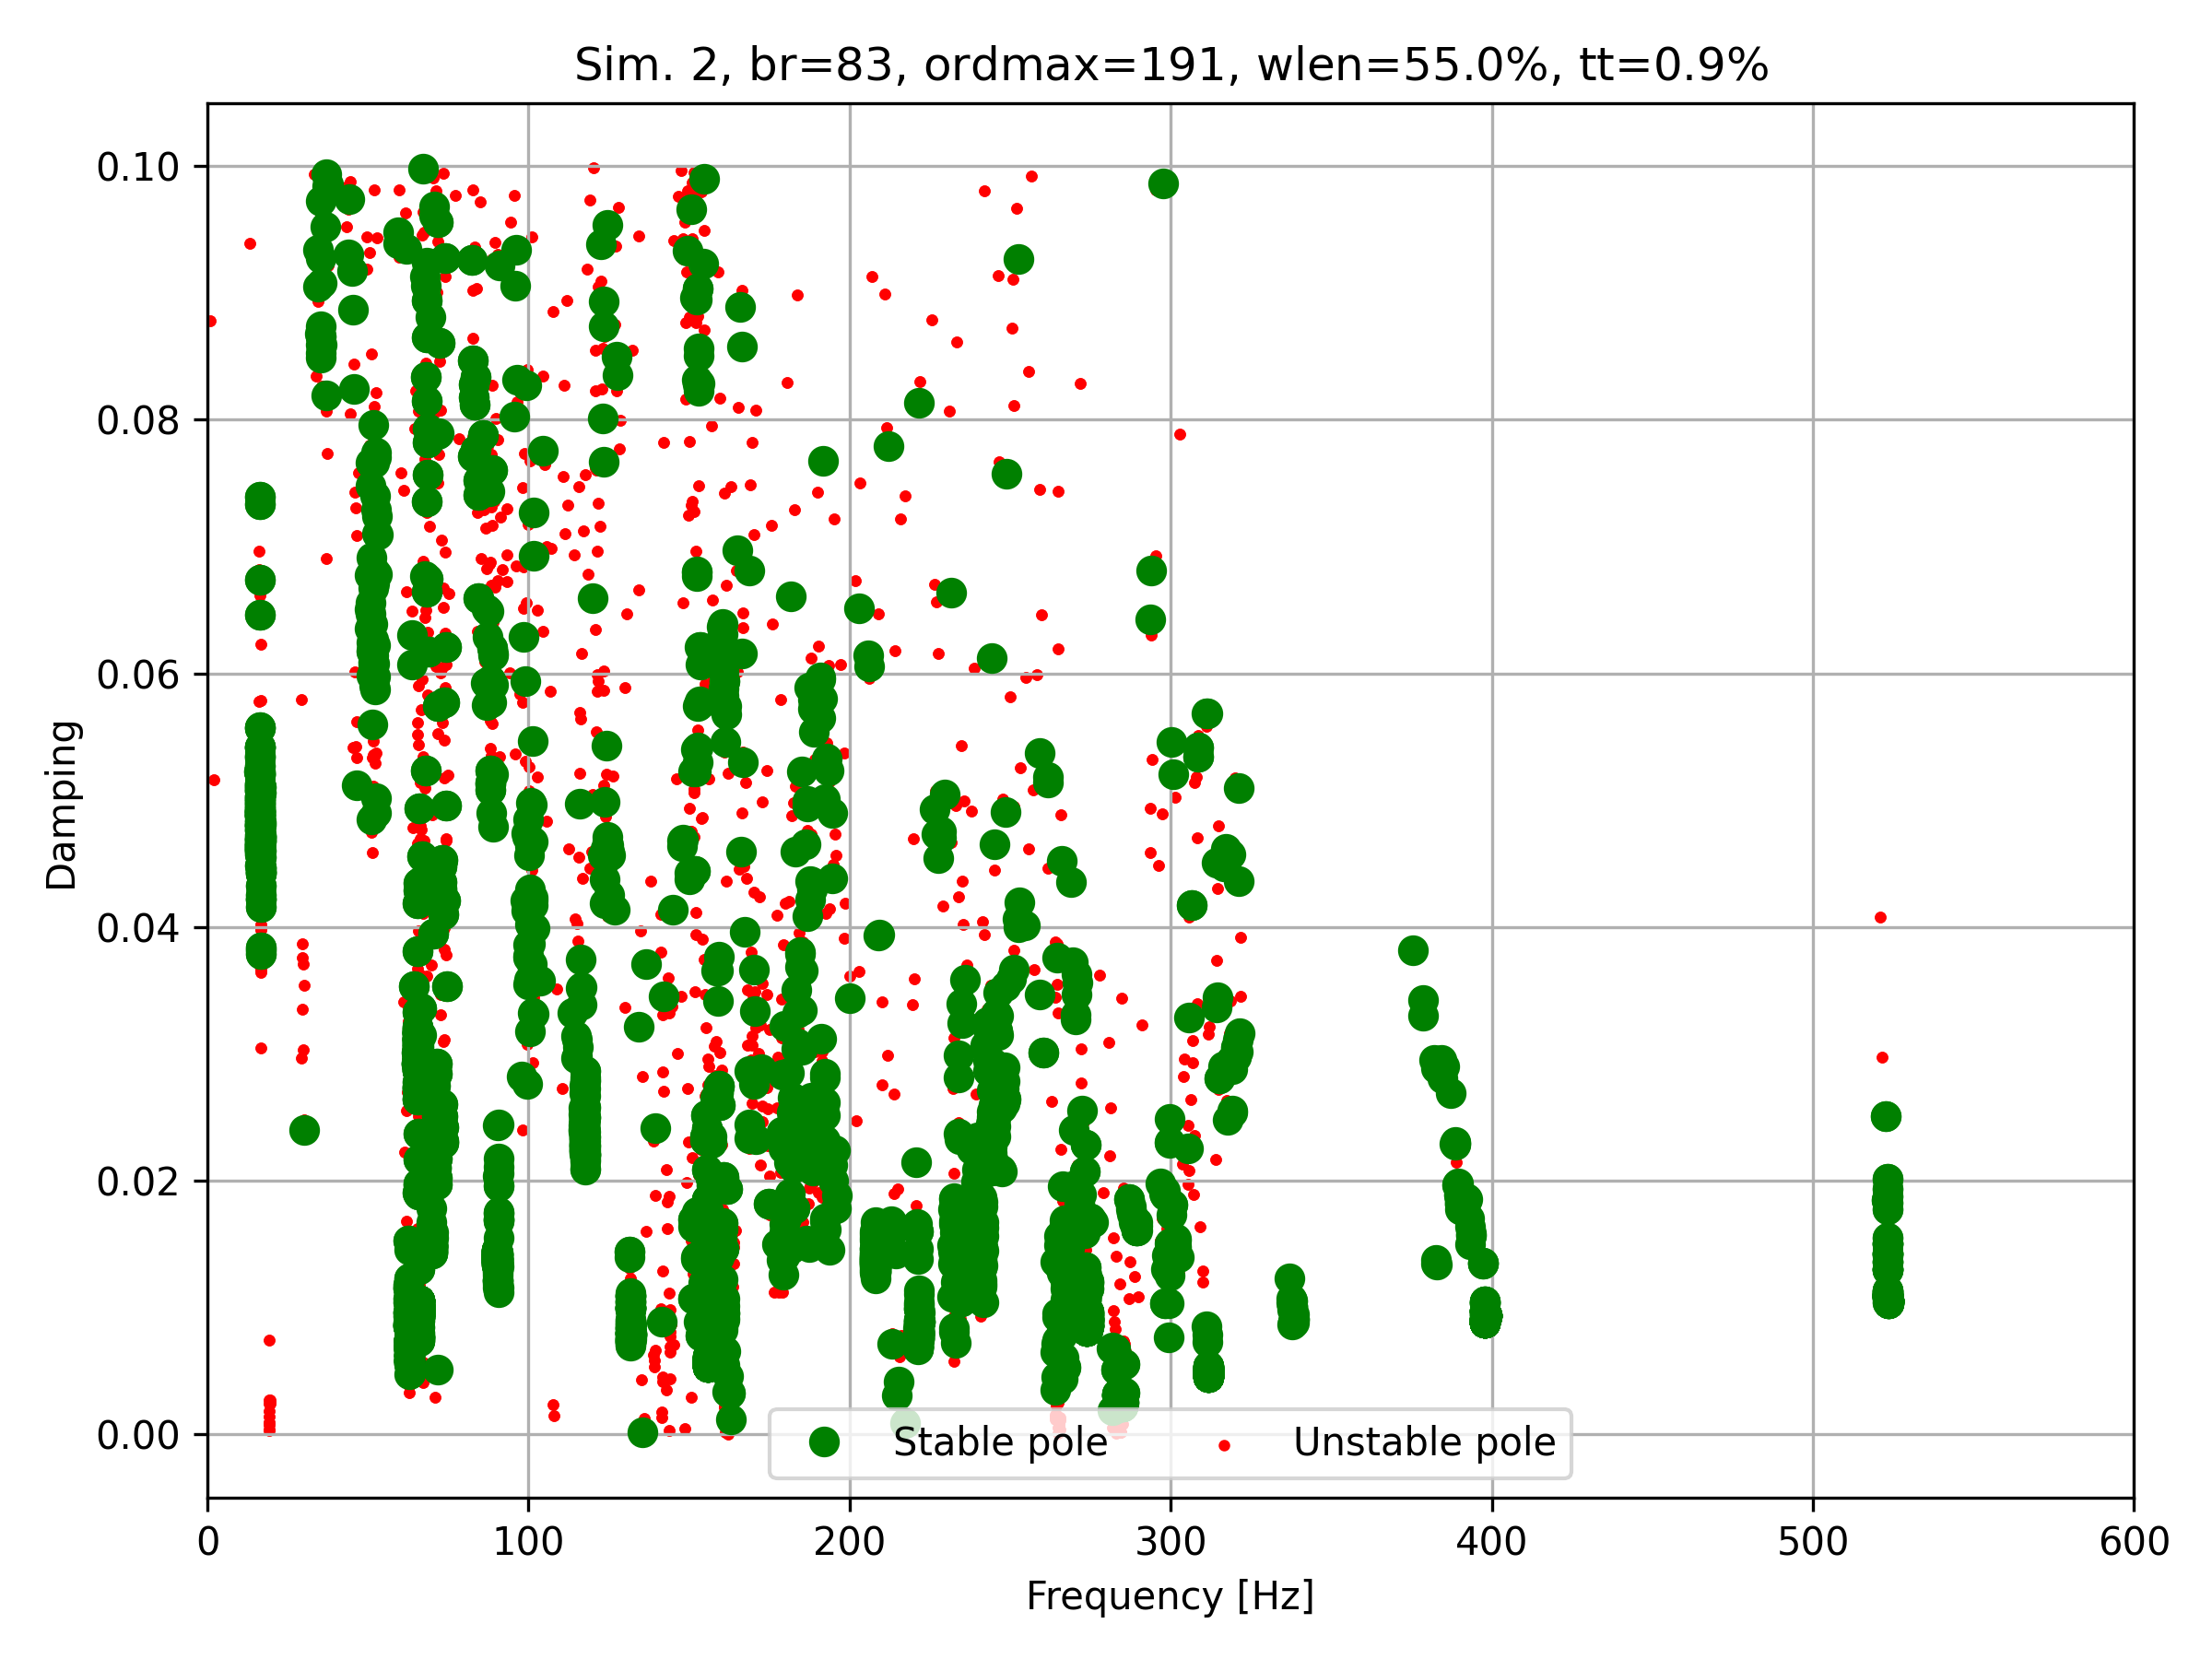 Sim. 2, br=83, ordmax=191, wlen=55.0%, tt=0.9%
0.10
0.08
0.06
0.04
0.02
0.00
Damping
Stable pole
Unstable pole
0 100 200 300 400 500 600
Frequency [Hz]